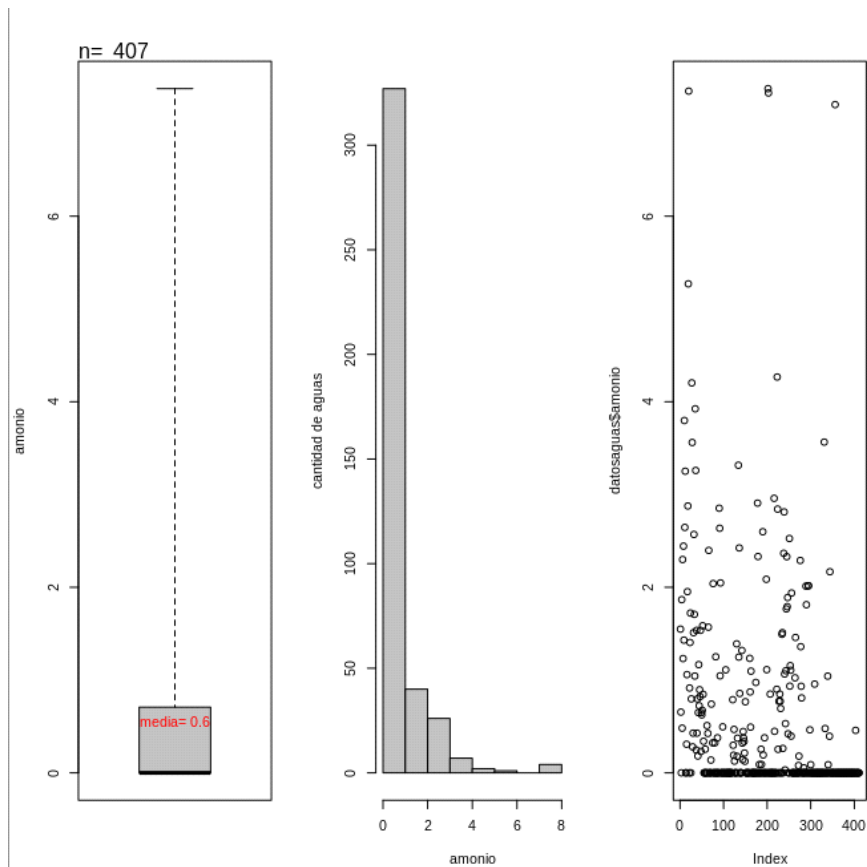 n= 407
amonio
0
2
4
6
media= 0.6
cantidad de aguas
0
50
100
150
200
250
300
0 2 4 6 8
amonio
datosaguas$amonio
0
2
4
6
0 100 200 300 400
Index